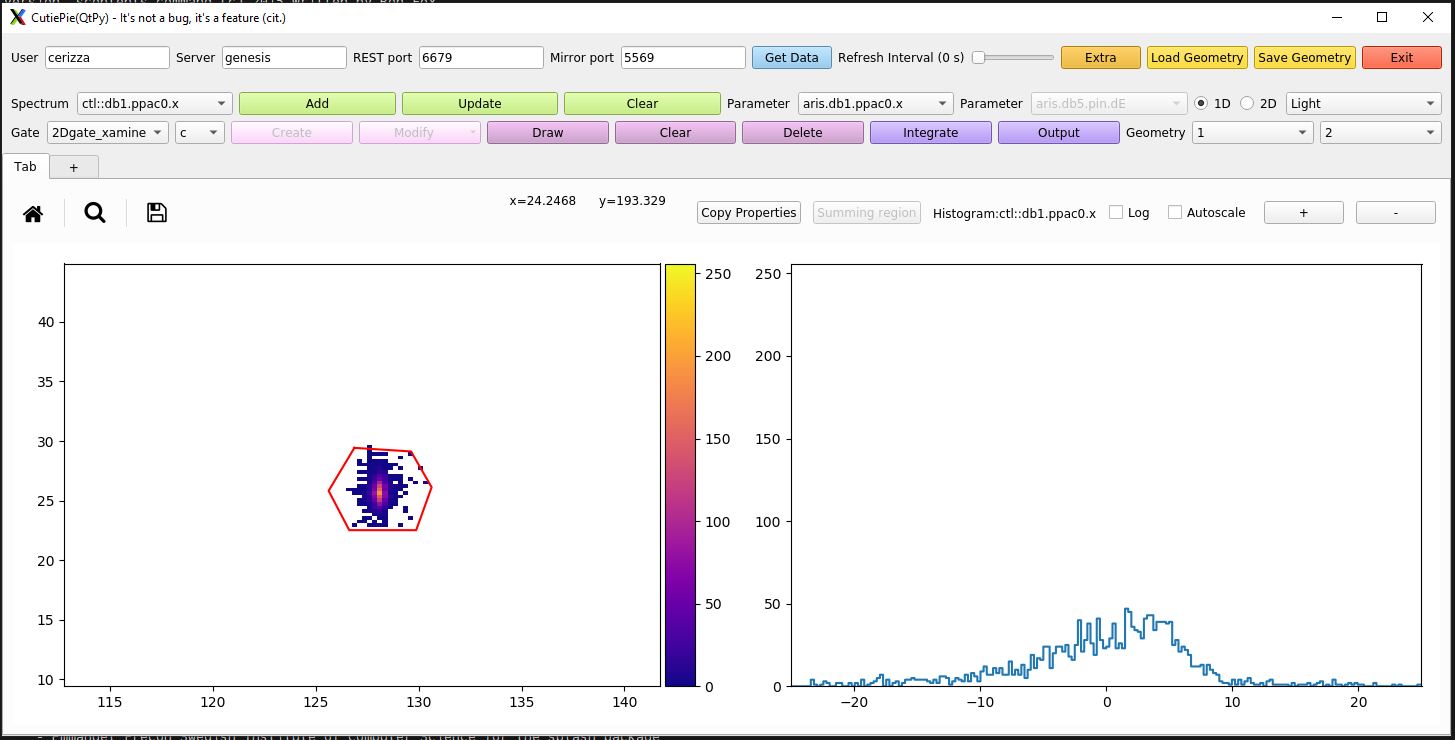 CutiePie(QtPy) - It's not a bug, it's a feature (cit.)
User cerizza Server genesis REST port 6679 Mirror port 5569 Get Data Refresh Interval (0 s) Extra Load Geometry Save Geometry Exit
Spectrum ctl::db1.ppac0.x Add Update Clear Parameter aris.db1.ppac0.x Parameter aris.db5.pin.dE 1D 2D Light
Gate 2Dgate_xamine c Create Modify Draw Clear Delete Integrate Output Geometry 1 2
Tab +
x=24.2468 y=193.329
Copy Properties Summing region Histogram:ctl::db1.ppac0.x Log Autoscale + -
250 250
40
200 200
35
150 150
30
25
100 100
20
50 50
15
10
0 0
115 120 125 130 135 140 −20 −10 0 10 20